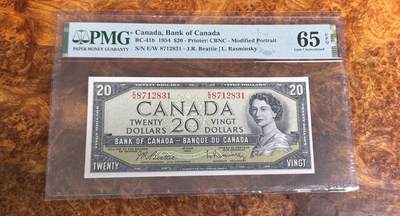 PMG
PAPER MONEY GUARANTY
Canada, Bank of Canada
BC-41b 1954 $20 - Printer: CBNC - Modified Portrait
S/N E/W 8712831 - J.R. Beattie | L. Rasminsky
65 EPQ
Gem Uncirculated
20 E/W 8712831 E/W 8712831 20
CANADA
TWENTY DOLLARS 20 VINGT DOLLARS
BANK OF CANADA - BANQUE DU CANADA
TWENTY VINGT